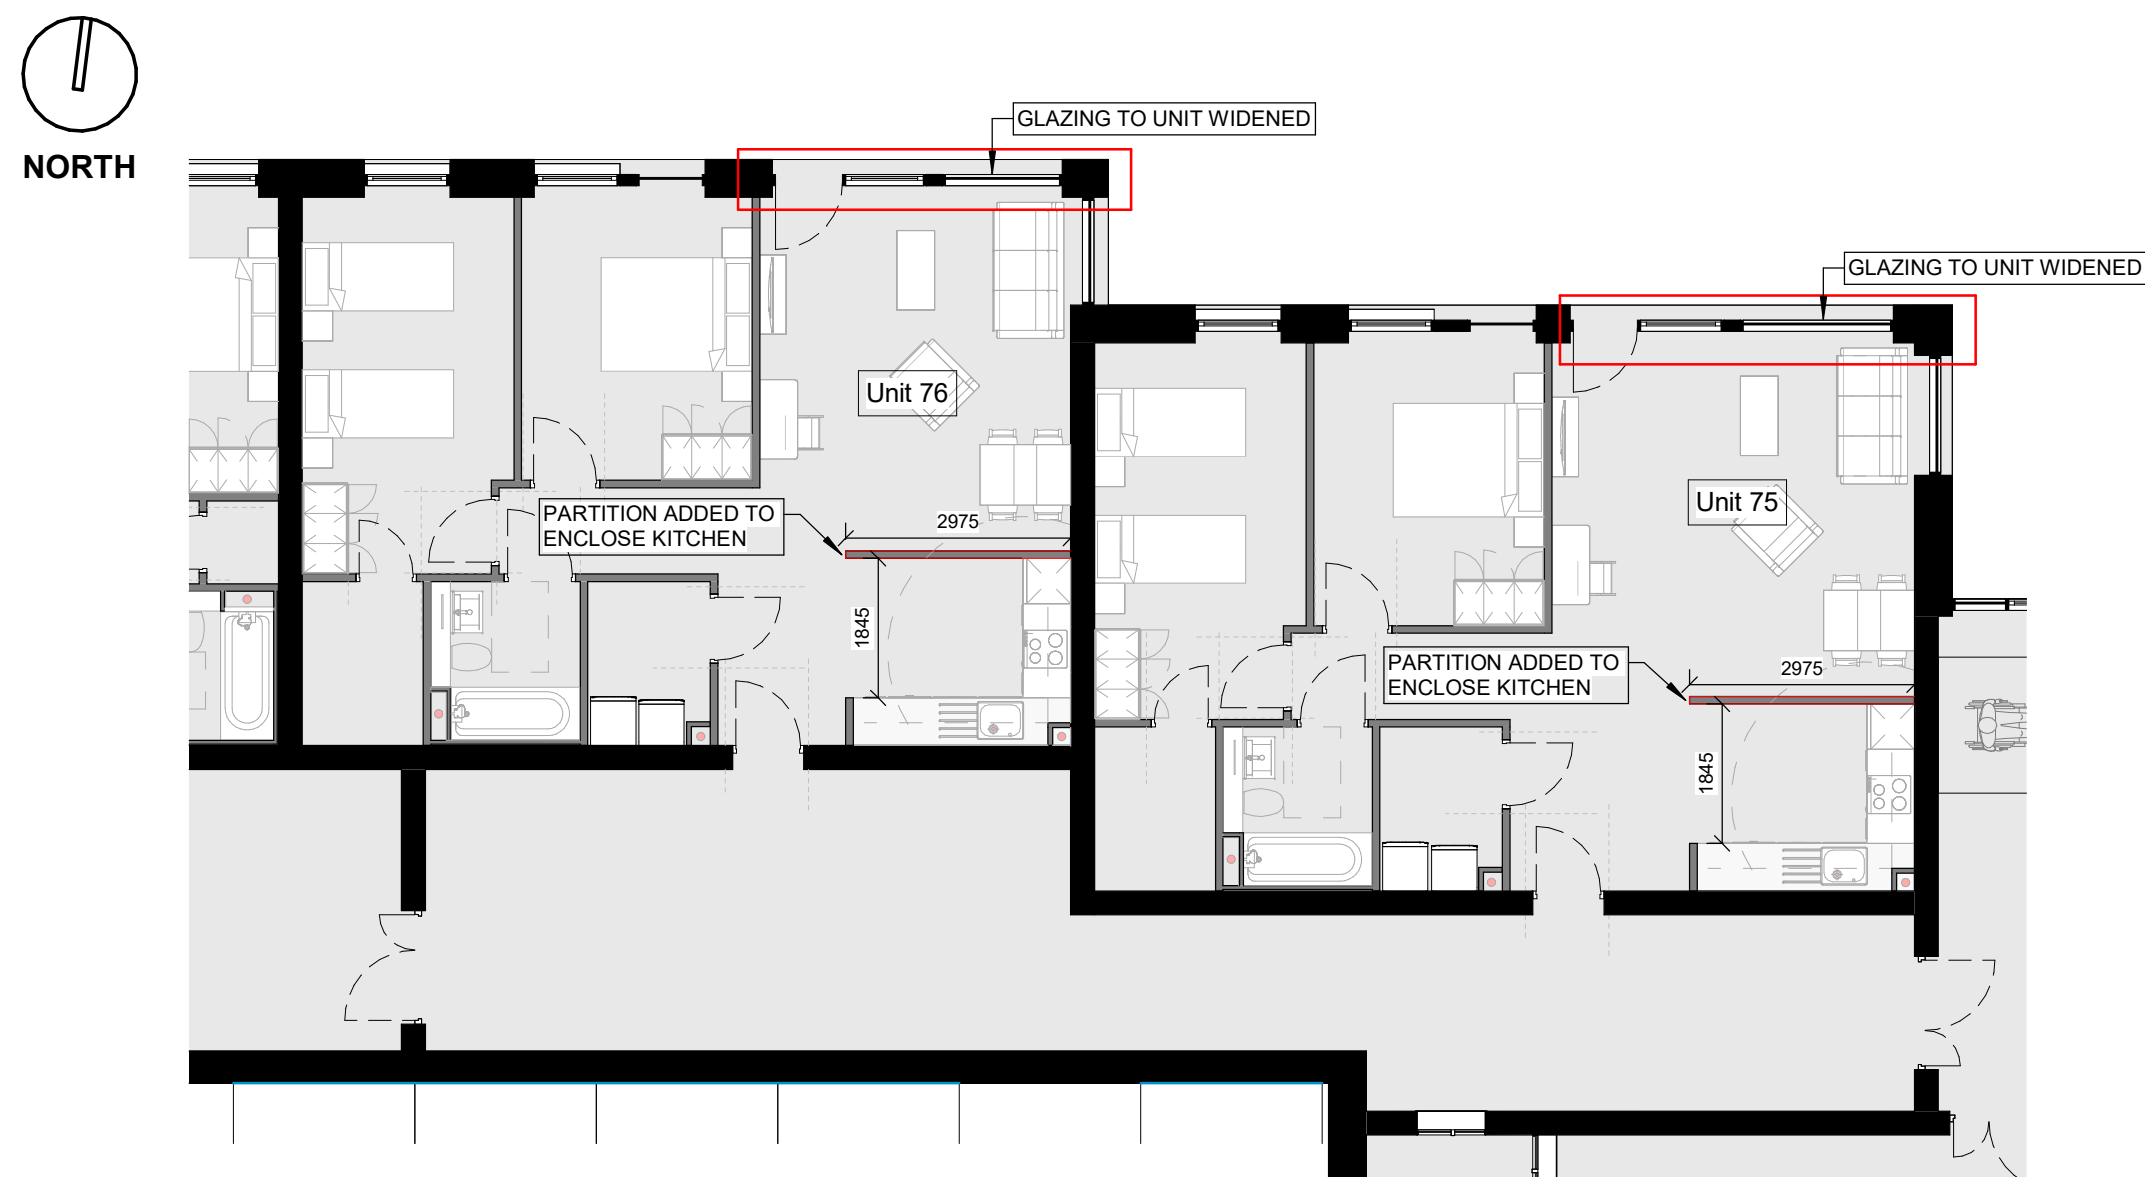 NORTH
GLAZING TO UNIT WIDENED
GLAZING TO UNIT WIDENED
Unit 76
Unit 75
PARTITION ADDED TO
ENCLOSE KITCHEN
2975
1845
PARTITION ADDED TO
ENCLOSE KITCHEN
2975
1845